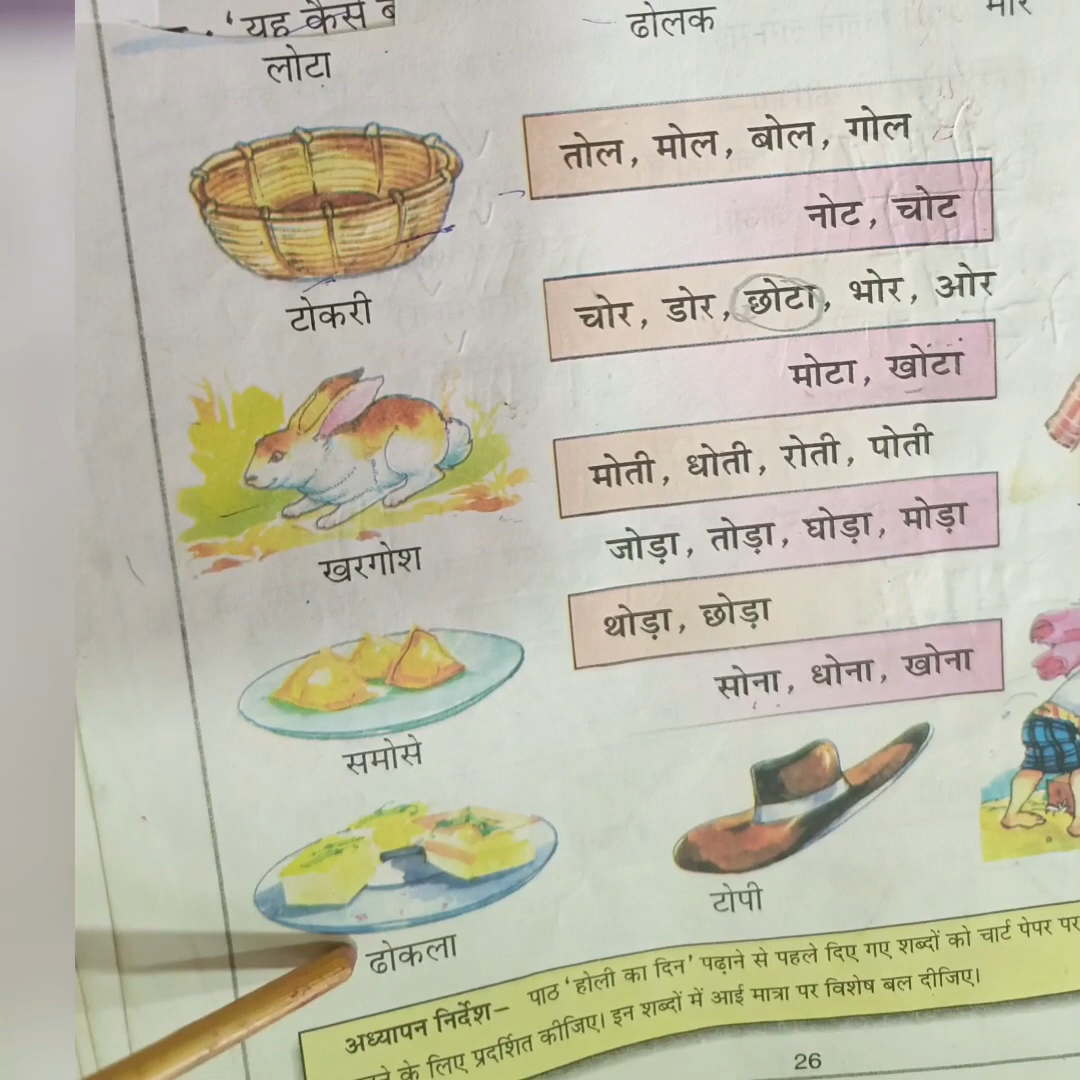 'यह कैसे
ढोलक
लोटा
तोल, मोल, बोल, गोल
नोट, चोट
टोकरी
चोर, डोर, छोटा, भोर, ओर
मोटा, खोंटा
मोती, धोती, रोती, पोती
खरगोश
जोड़ा, तोड़ा, घोड़ा, मोड़ा
थोड़ा, छोड़ा
सोना, धोना, खोना
समोसे
टोपी
ढोकला
अध्यापन निर्देश– पाठ 'होली का दिन' पढ़ाने से पहले दिए गए शब्दों को चार्ट पेपर पर
के लिए प्रदर्शित कीजिए। इन शब्दों में आई मात्रा पर विशेष बल दीजिए।
26